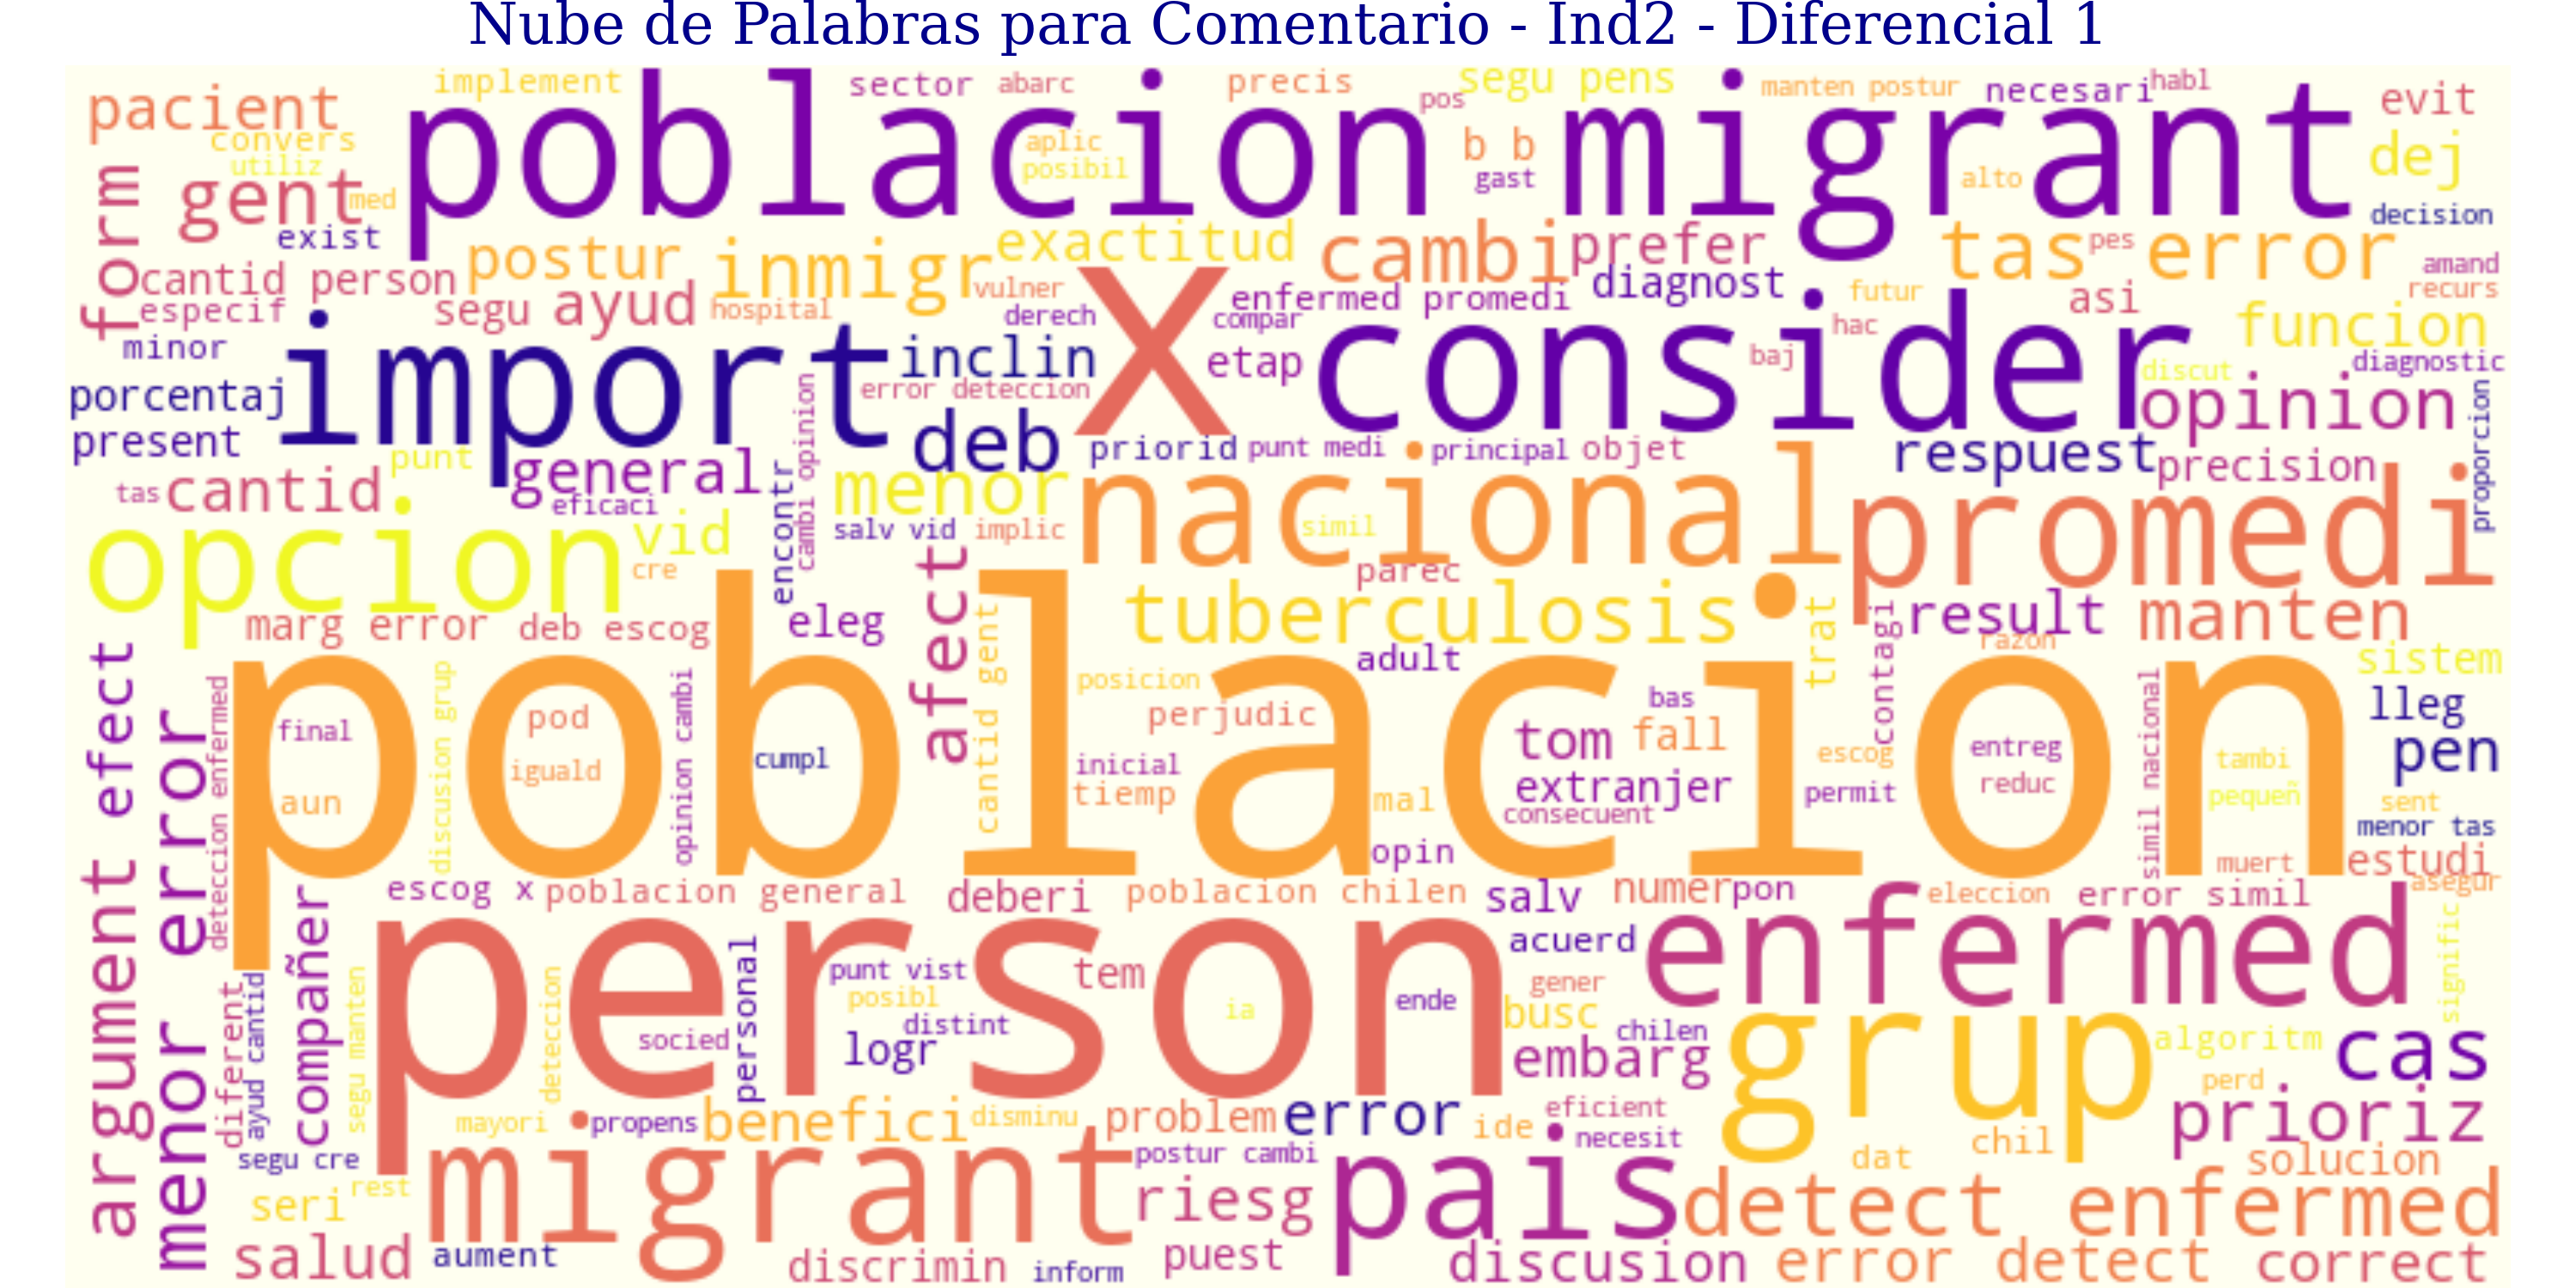 Nube de Palabras para Comentario - Ind2 - Diferencial 1
implement
sector
abarc
precis
segu pens
manten postur
necesari
habl
pacient
poblacion migrant
pos
evit
convers
aplic
b b
dej
utiliz
posibil
gast
alto
form
gent
med
exist
decision
postur
inmigr
exactitud
cambi
prefer
tas
pes
error
cantid person
vulner
diagnost
amand
recurs
especif
segu
ayud
hospital
derech
x
enfermed promedi
compar
futur
asi
hac
funcion
minor
import
inclin
etap
consider
baj
discut
diagnostic
porcentaj
error deteccion
opinion
present
deb
priorid
punt medi
principal
objet
respuest
precision
proporcion
punt
general
encontr
cambi opinion
menor
nacional
promedi
tas
cantid
eficaci
salv vid
implic
simil
opcion
vid
cre
afect
parec
tuberculosis
trat
contagi
result
manten
marg error
deb escog
eleg
cantid gent
razon
adult
sistem
poblacion
argument efect
menor error
deteccion enfermed
final
discusion grup
pod
opinion cambi
posicion
perjudic
bas
lleg
iguald
cumpl
inicial
tom
fall
escog
entreg
simil nacional
tambi
pen
aun
tiemp
mal
extranjer
permit
reduc
pequeñ
sent
consecuent
menor tas
opin
muert
estudi
asegur
escog x
poblacion general
deberi
poblacion chilen
salv
numer
pon
eleccion
error simil
compañer
person
acuerd
enfermed
signific
diferent
ayud cantid
segu manten
deteccion
personal
punt vist
tem
gener
posibl
ia
ende
busc
distint
socied
logr
chilen
embarg
grup
algoritm
cas
perd
mayori
propens
benefici
disminu
problem
error
ide
eficient
necesit
prioriz
segu cre
migrant
postur cambi
pais
dat
chil
solucion
seri
rest
riesg
detect enfermed
salud
aument
discrimin
inform
puest
discusion
error detect
correct